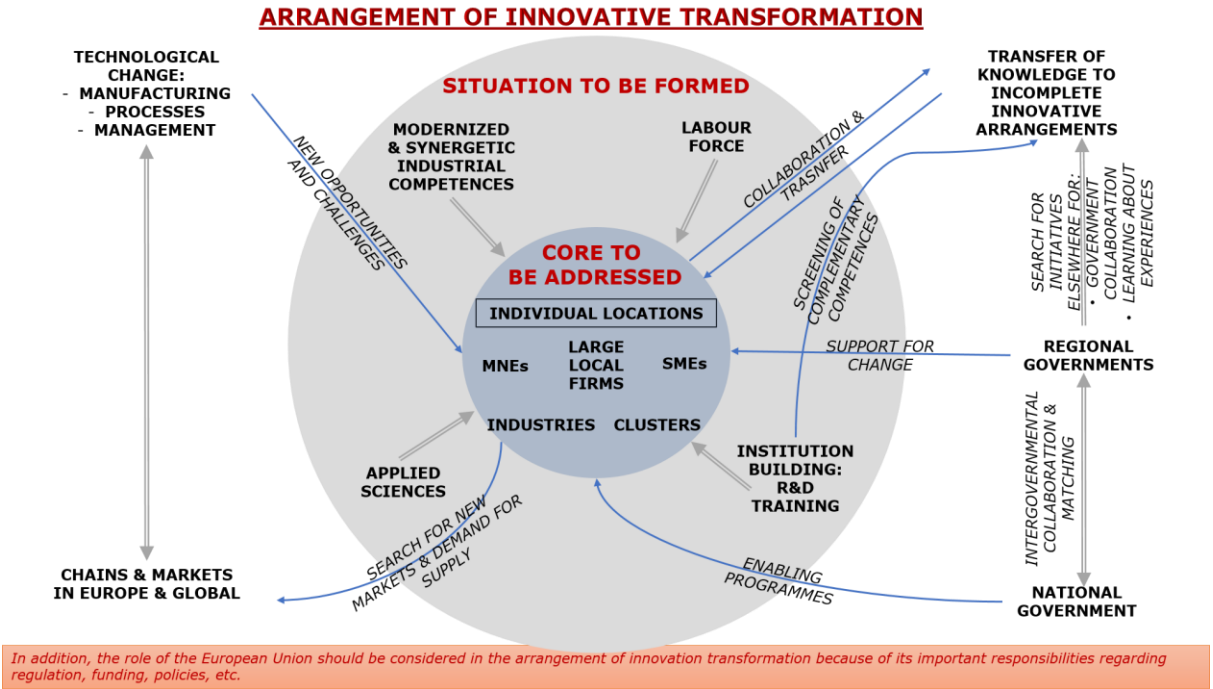 ARRANGEMENT OF INNOVATIVE TRANSFORMATION
TECHNOLOGICAL
CHANGE:
- MANUFACTURING
- PROCESSES
- MANAGEMENT
SITUATION TO BE FORMED
TRANSFER OF
KNOWLEDGE TO
INCOMPLETE
INNOVATIVE
ARRANGEMENTS
MODERNIZED
& SYNERGETIC
INDUSTRIAL
COMPETENCES
LABOUR
FORCE
NEW OPPORTUNITIES
AND CHALLENGES
COLLABORATION &
TRASNFER
SCREENING OF
COMPLEMENTARY
COMPETENCES
SEARCH FOR
INITIATIVES
ELSEWHERE FOR:
• GOVERNMENT
COLLABORATION
• LEARNING ABOUT
EXPERIENCES
CORE TO
BE ADDRESSED
INDIVIDUAL LOCATIONS
MNEs
LARGE
LOCAL
FIRMS
SMEs
INDUSTRIES
CLUSTERS
SUPPORT FOR
CHANGE
REGIONAL
GOVERNMENTS
APPLIED
SCIENCES
INSTITUTION
BUILDING:
R&D
TRAINING
INTERGOVERNMENTAL
COLLABORATION &
MATCHING
SEARCH FOR NEW
MARKETS & DEMAND FOR
SUPPLY
ENABLING
PROGRAMMES
CHAINS & MARKETS
IN EUROPE & GLOBAL
NATIONAL
GOVERNMENT
In addition, the role of the European Union should be considered in the arrangement of innovation transformation because of its important responsibilities regarding
regulation, funding, policies, etc.